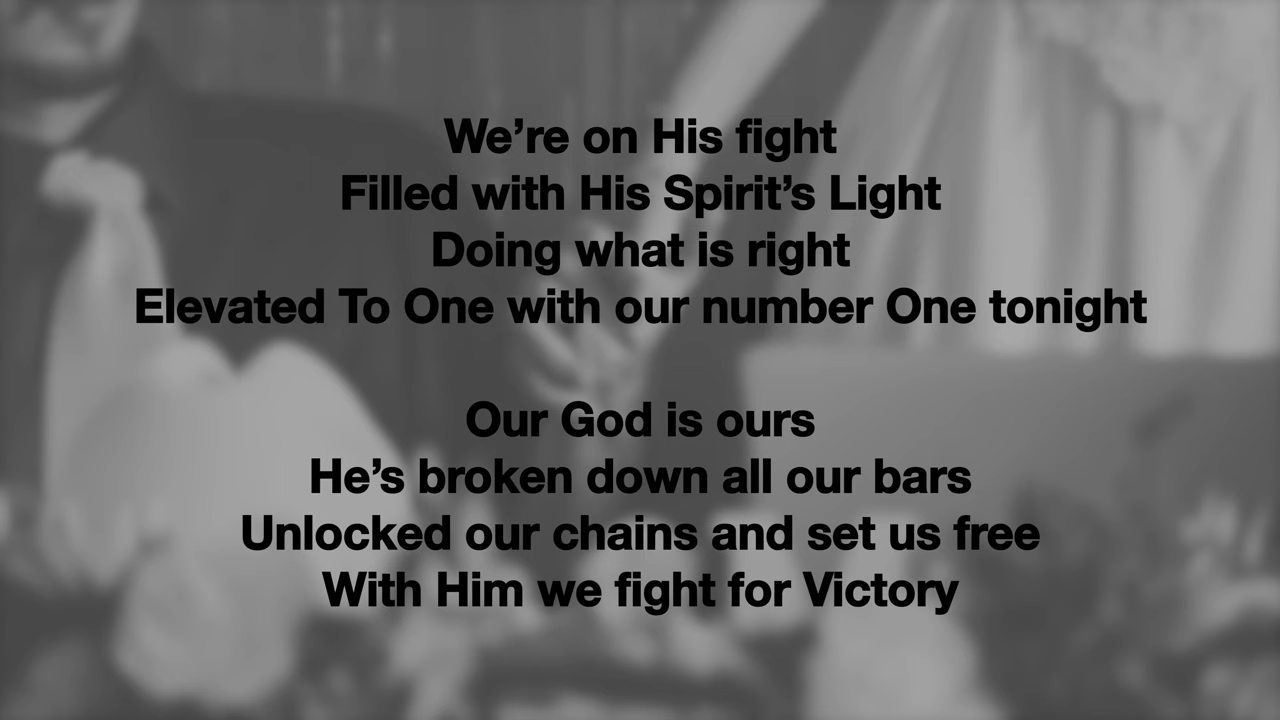 We’re on His fight
Filled with His Spirit’s Light
Doing what is right
Elevated To One with our number One tonight
Our God is ours
He’s broken down all our bars
Unlocked our chains and set us free
With Him we fight for Victory